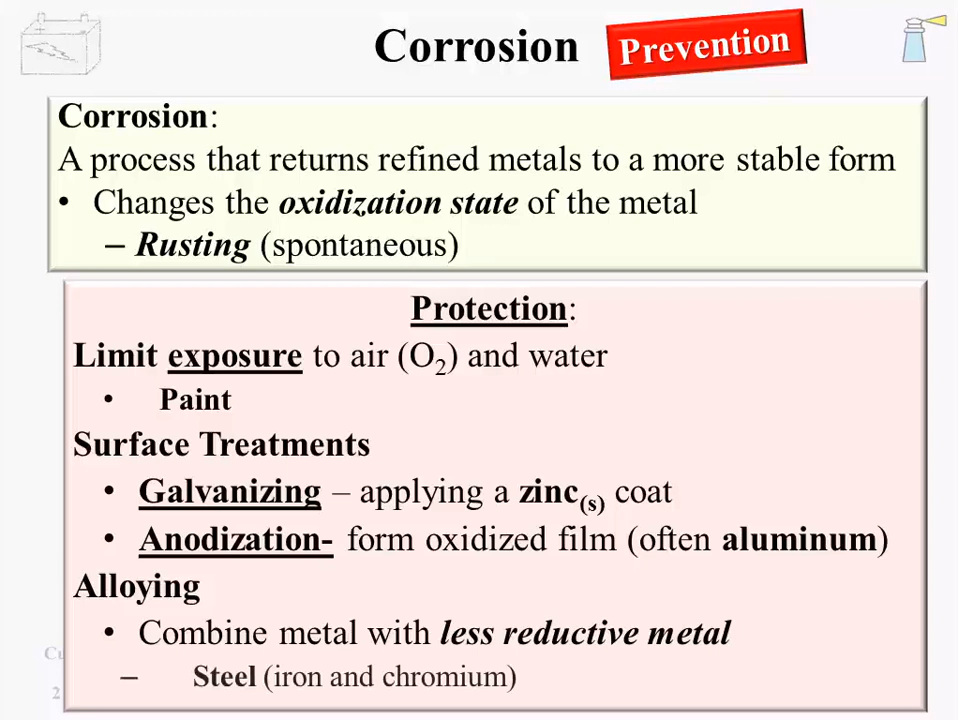 Corrosion Prevention
Corrosion:
A process that returns refined metals to a more stable form
• Changes the oxidization state of the metal
– Rusting (spontaneous)
Protection:
Limit exposure to air (O₂) and water
• Paint
Surface Treatments
• Galvanizing – applying a zinc(s) coat
• Anodization- form oxidized film (often aluminum)
Alloying
• Combine metal with less reductive metal
– Steel (iron and chromium)